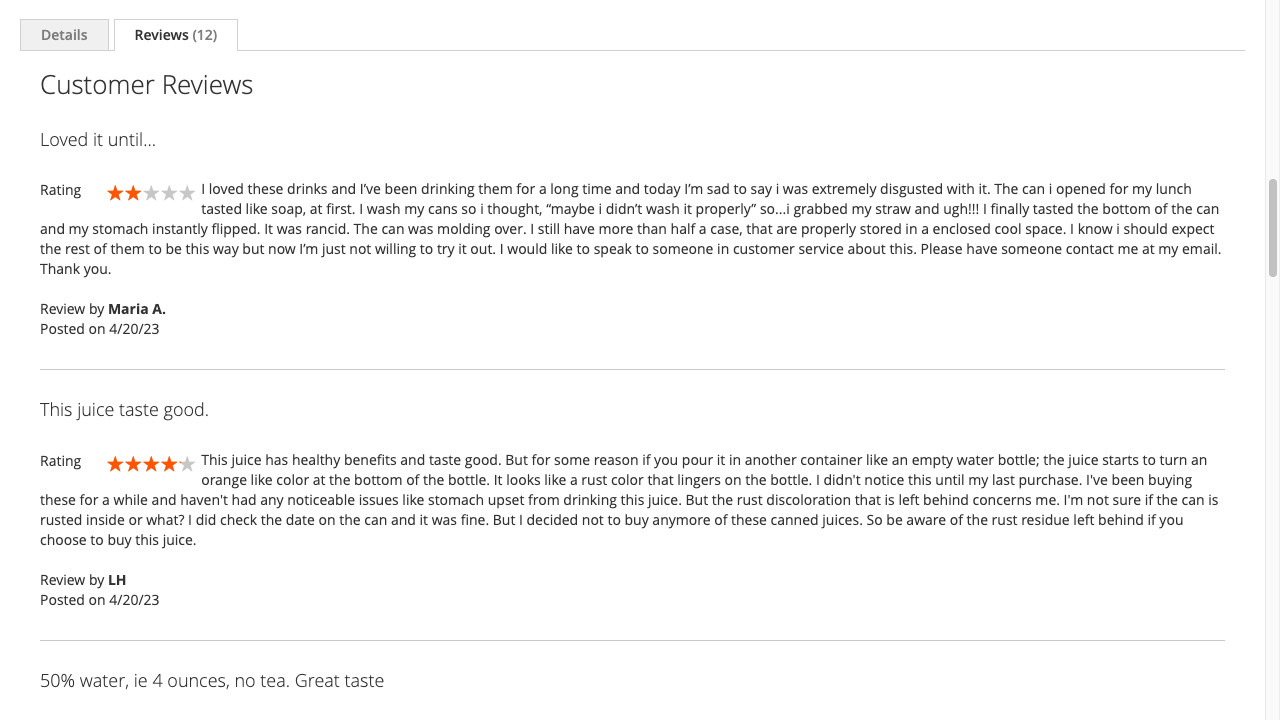 Details
Reviews (12)
Customer Reviews
Loved it until...
Rating
I loved these drinks and I’ve been drinking them for a long time and today I’m sad to say i was extremely disgusted with it. The can i opened for my lunch
tasted like soap, at first. I wash my cans so i thought, “maybe i didn’t wash it properly” so...i grabbed my straw and ugh!!! I finally tasted the bottom of the can
and my stomach instantly flipped. It was rancid. The can was molding over. I still have more than half a case, that are properly stored in a enclosed cool space. I know i should expect
the rest of them to be this way but now I’m just not willing to try it out. I would like to speak to someone in customer service about this. Please have someone contact me at my email.
Thank you.
Review by Maria A.
Posted on 4/20/23
This juice taste good.
Rating
This juice has healthy benefits and taste good. But for some reason if you pour it in another container like an empty water bottle; the juice starts to turn an
orange like color at the bottom of the bottle. It looks like a rust color that lingers on the bottle. I didn't notice this until my last purchase. I've been buying
these for a while and haven't had any noticeable issues like stomach upset from drinking this juice. But the rust discoloration that is left behind concerns me. I'm not sure if the can is
rusted inside or what? I did check the date on the can and it was fine. But I decided not to buy anymore of these canned juices. So be aware of the rust residue left behind if you
choose to buy this juice.
Review by LH
Posted on 4/20/23
50% water, ie 4 ounces, no tea. Great taste